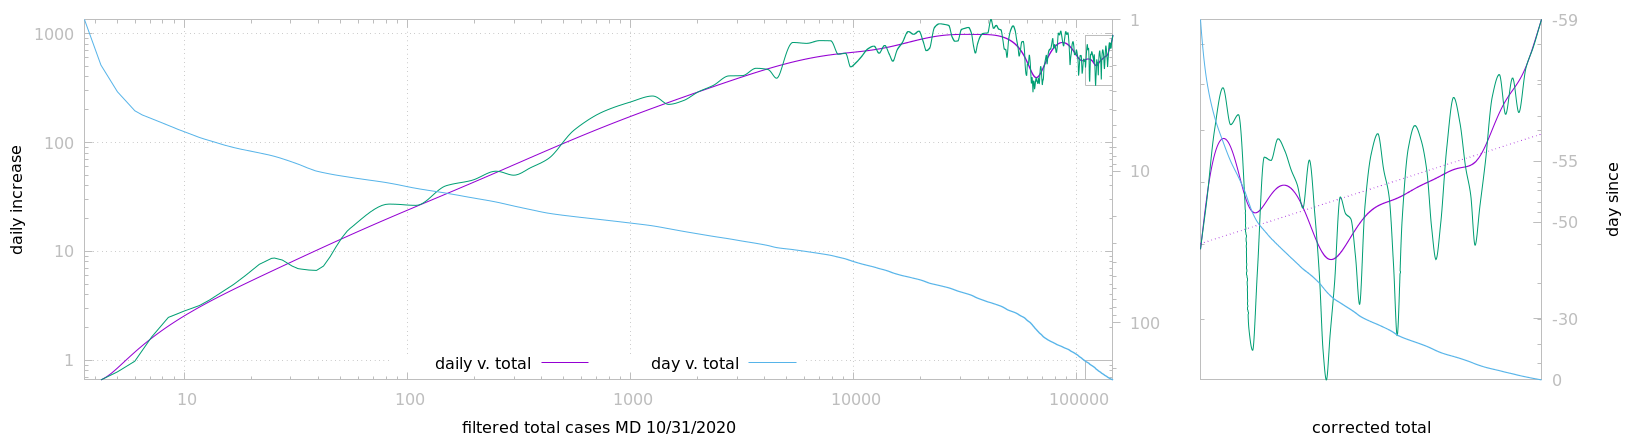 1000
100
10
1
daily increase
1
10
100
daily v. total
day v. total
10
100
1000
10000
100000
filtered total cases MD 10/31/2020
-59
-55
-50
-30
0
day since
corrected total